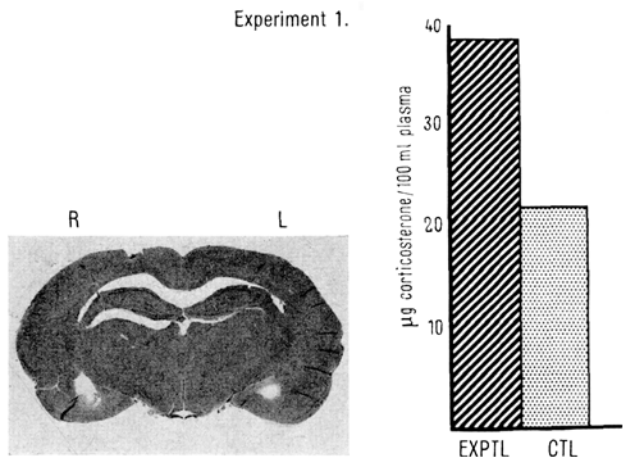 Experiment 1.
R
L
µg corticosterone/100 ml plasma
40
30
20
10
EXPTL
CTL